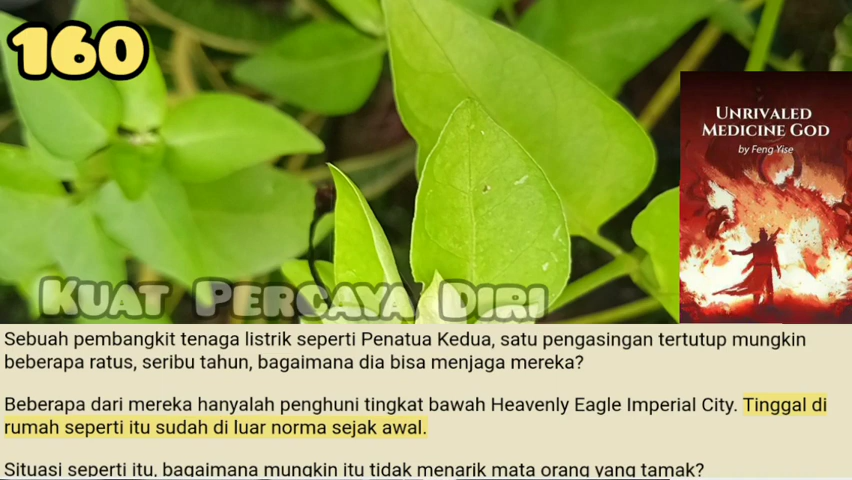 160
UNRIVALED
MEDICINE GOD
by Feng Yise
KUAT PERCAYA DIRI
Sebuah pembangkit tenaga listrik seperti Penatua Kedua, satu pengasingan tertutup mungkin
beberapa ratus, seribu tahun, bagaimana dia bisa menjaga mereka?
Beberapa dari mereka hanyalah penghuni tingkat bawah Heavenly Eagle Imperial City. Tinggal di
rumah seperti itu sudah di luar norma sejak awal.
Situasi seperti itu, bagaimana mungkin itu tidak menarik mata orang yang tamak?